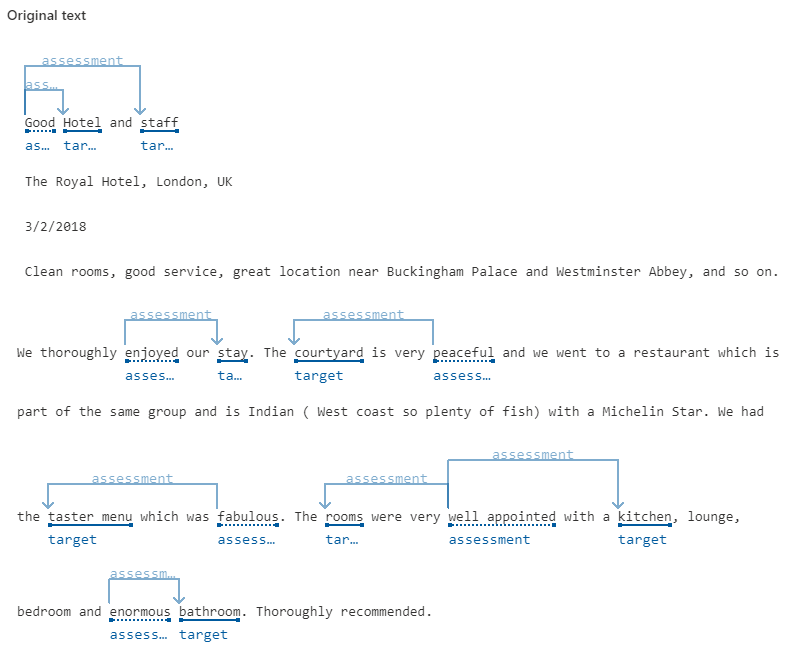 Original text
assessment
ass…
Good Hotel and staff
as… tar… tar…
The Royal Hotel, London, UK
3/2/2018
Clean rooms, good service, great location near Buckingham Palace and Westminster Abbey, and so on.
assessment assessment
We thoroughly enjoyed our stay. The courtyard is very peaceful and we went to a restaurant which is
asses… ta… target assess…
part of the same group and is Indian ( West coast so plenty of fish) with a Michelin Star. We had
assessment
assessment assessment
the taster menu which was fabulous. The rooms were very well appointed with a kitchen, lounge,
target assess… tar… assessment target
assessm…
bedroom and enormous bathroom. Thoroughly recommended.
assess… target